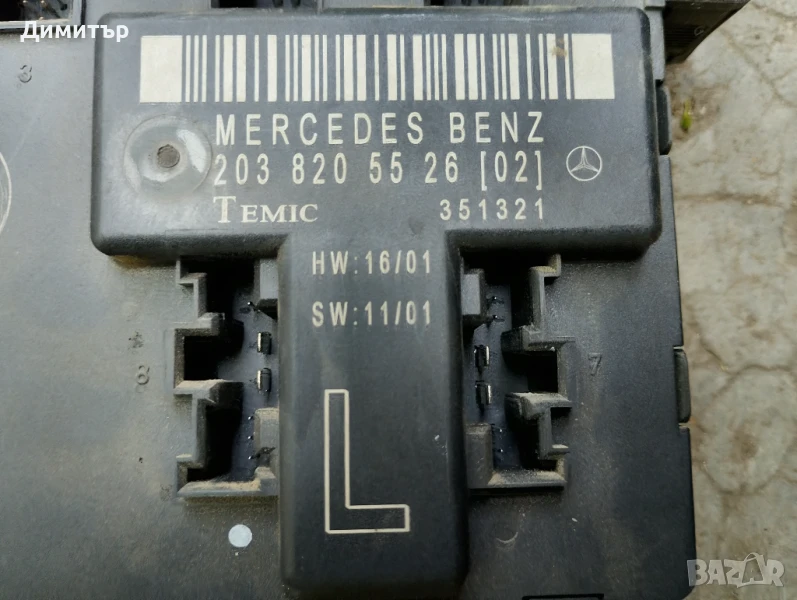 Димитър
3
MERCEDES BENZ
203 820 55 26 [02]
TEMIC 351321
HW:16/01
SW:11/01
8
7
L
BAZAR